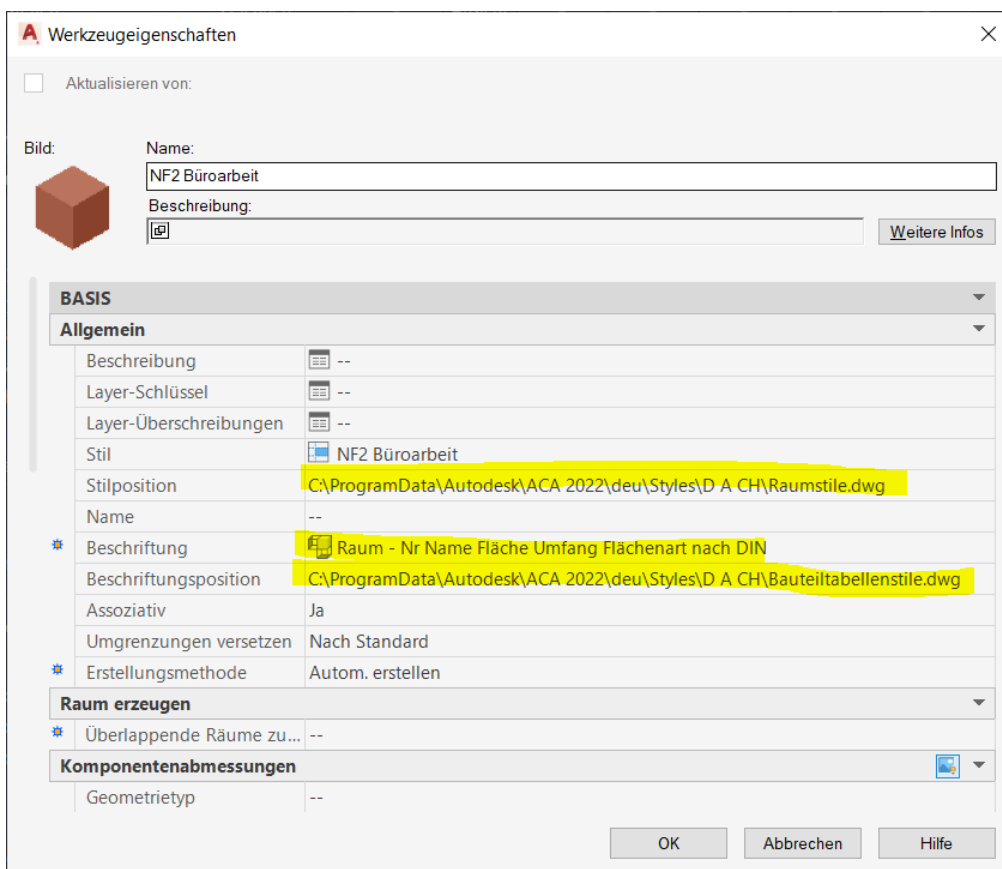 Werkzeugeigenschaften
Aktualisieren von:
Bild:
Name:
NF2 Büroarbeit
Beschreibung:
Weitere Infos
BASIS
Allgemein
Beschreibung --
Layer-Schlüssel --
Layer-Überschreibungen --
Stil NF2 Büroarbeit
Stilposition C:\ProgramData\Autodesk\ACA 2022\deu\Styles\D A CH\Raumstile.dwg
Name --
Beschriftung Raum - Nr Name Fläche Umfang Flächenart nach DIN
Beschriftungsposition C:\ProgramData\Autodesk\ACA 2022\deu\Styles\D A CH\Bauteiltabellenstile.dwg
Assoziativ Ja
Umgrenzungen versetzen Nach Standard
Erstellungsmethode Autom. erstellen
Raum erzeugen
Überlappende Räume zu... --
Komponentenabmessungen
Geometrietyp --
OK Abbrechen Hilfe